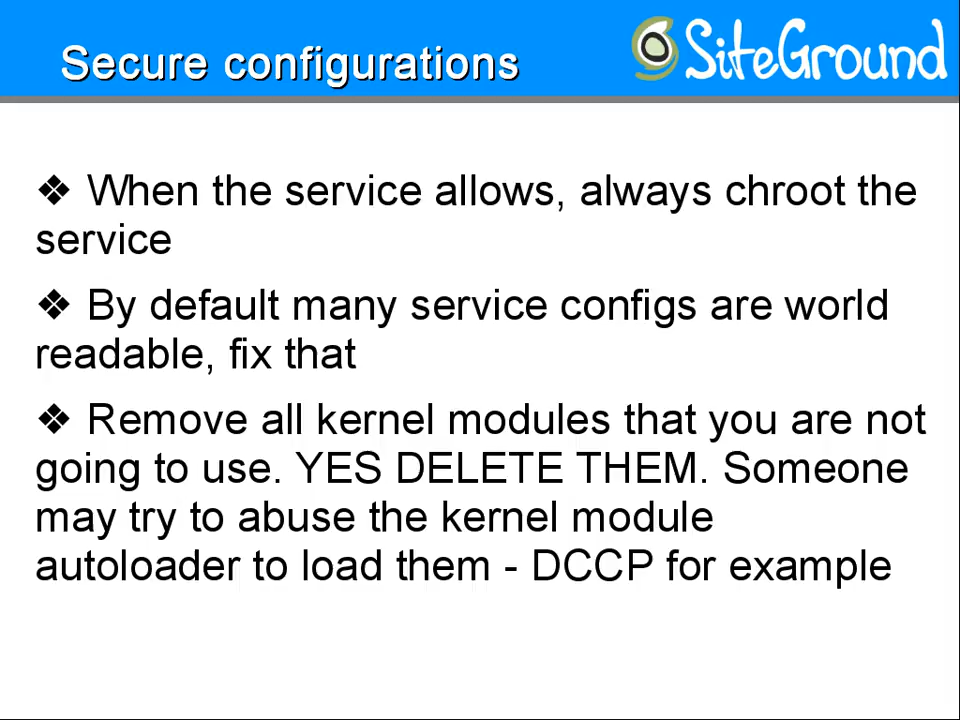 Secure configurations
SiteGround
❖ When the service allows, always chroot the
service
❖ By default many service configs are world
readable, fix that
❖ Remove all kernel modules that you are not
going to use. YES DELETE THEM. Someone
may try to abuse the kernel module
autoloader to load them - DCCP for example